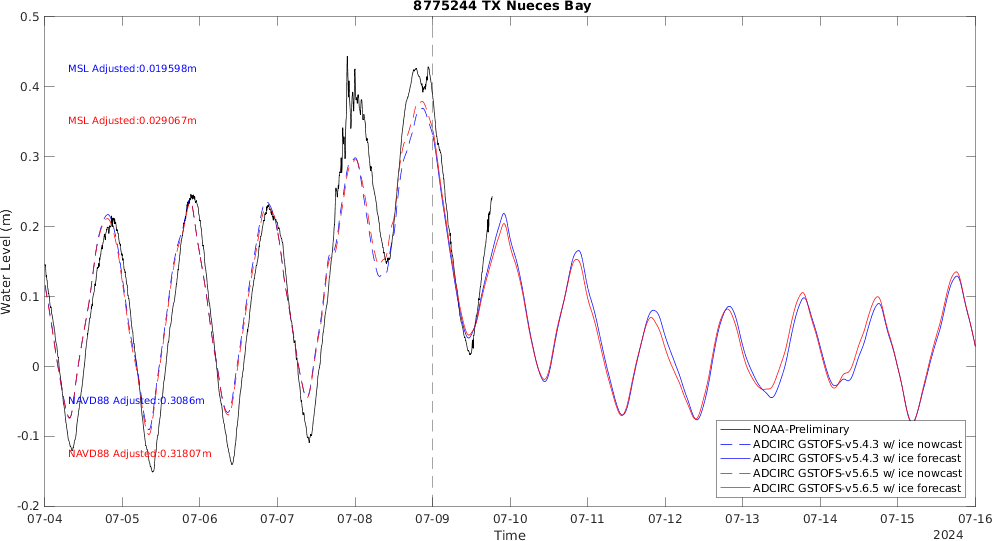 8775244 TX Nueces Bay
0.5
0.4
0.3
0.2
0.1
0
-0.1
-0.2
Water Level (m)
MSL Adjusted:0.019598m
MSL Adjusted:0.029067m
NAVD88 Adjusted:0.3086m
NAVD88 Adjusted:0.31807m
NOAA-Preliminary
ADCIRC GSTOFS-v5.4.3 w/ ice nowcast
ADCIRC GSTOFS-v5.4.3 w/ ice forecast
ADCIRC GSTOFS-v5.6.5 w/ ice nowcast
ADCIRC GSTOFS-v5.6.5 w/ ice forecast
07-04 07-05 07-06 07-07 07-08 07-09 07-10 07-11 07-12 07-13 07-14 07-15 07-16
Time
2024